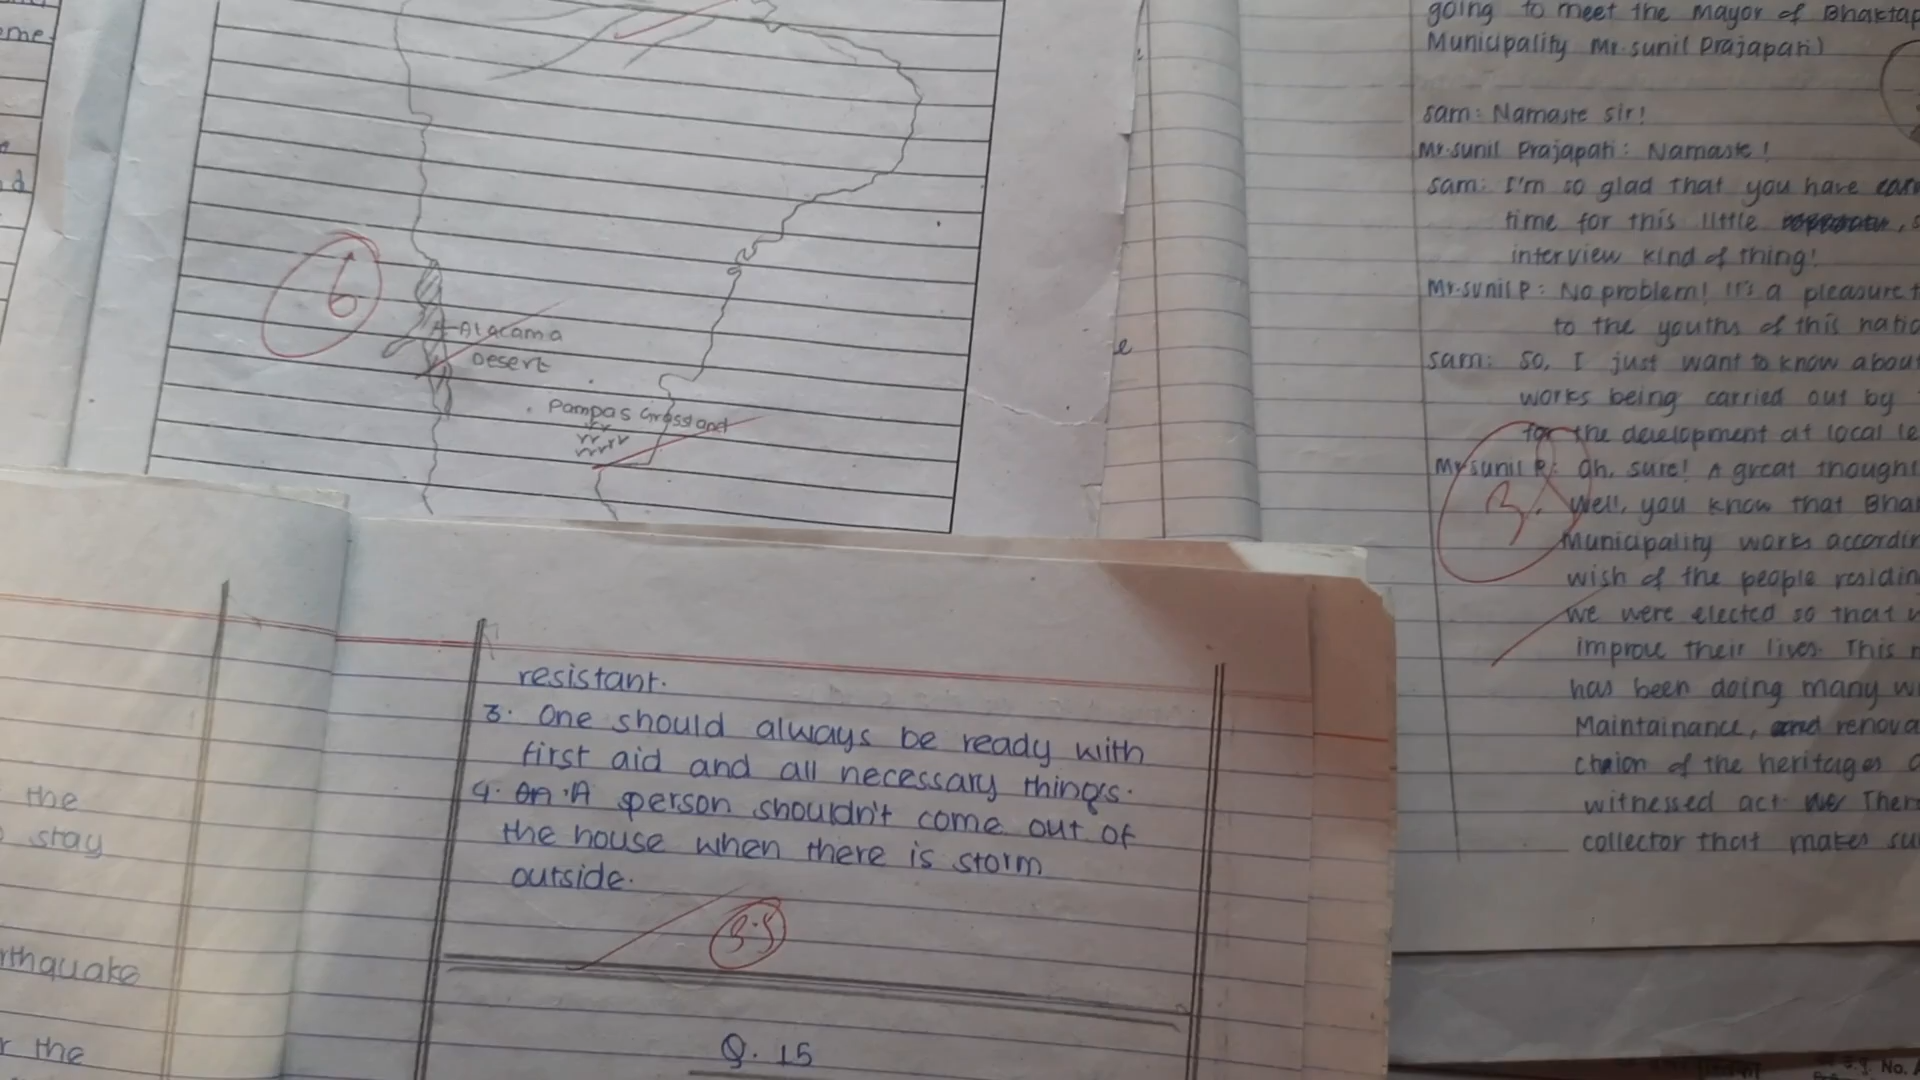 eme
d
6
Atacama
Desert
Pampas Grassland
e
going to meet the Mayor of Bhaktap
Municipality Mr. sunil Prajapati)
sam: Namaste sir!
Mr. sunil Prajapati: Namaste!
sam: I'm so glad that you have
time for this little
interview kind of thing!
Mr. sunil P: No problem! It's a pleasure t
to the youths of this natio
sam: So, I just want to know about
works being carried out by
for the development at local le
Mr sunil P: Oh, sure! A great thought
Well, you know that Bha
Municipality works accordin
wish of the people residin
we were elected so that
improve their lives. This
has been doing many w
Maintainance, and renova
chaion of the heritages
witnessed act. Ther
collector that makes su
3
resistant.
3. One should always be ready with
first aid and all necessary things.
4. A person shouldn't come out of
the house when there is storm
outside.
3.5
Q. 15
the
stay
rthquake
r the
No.